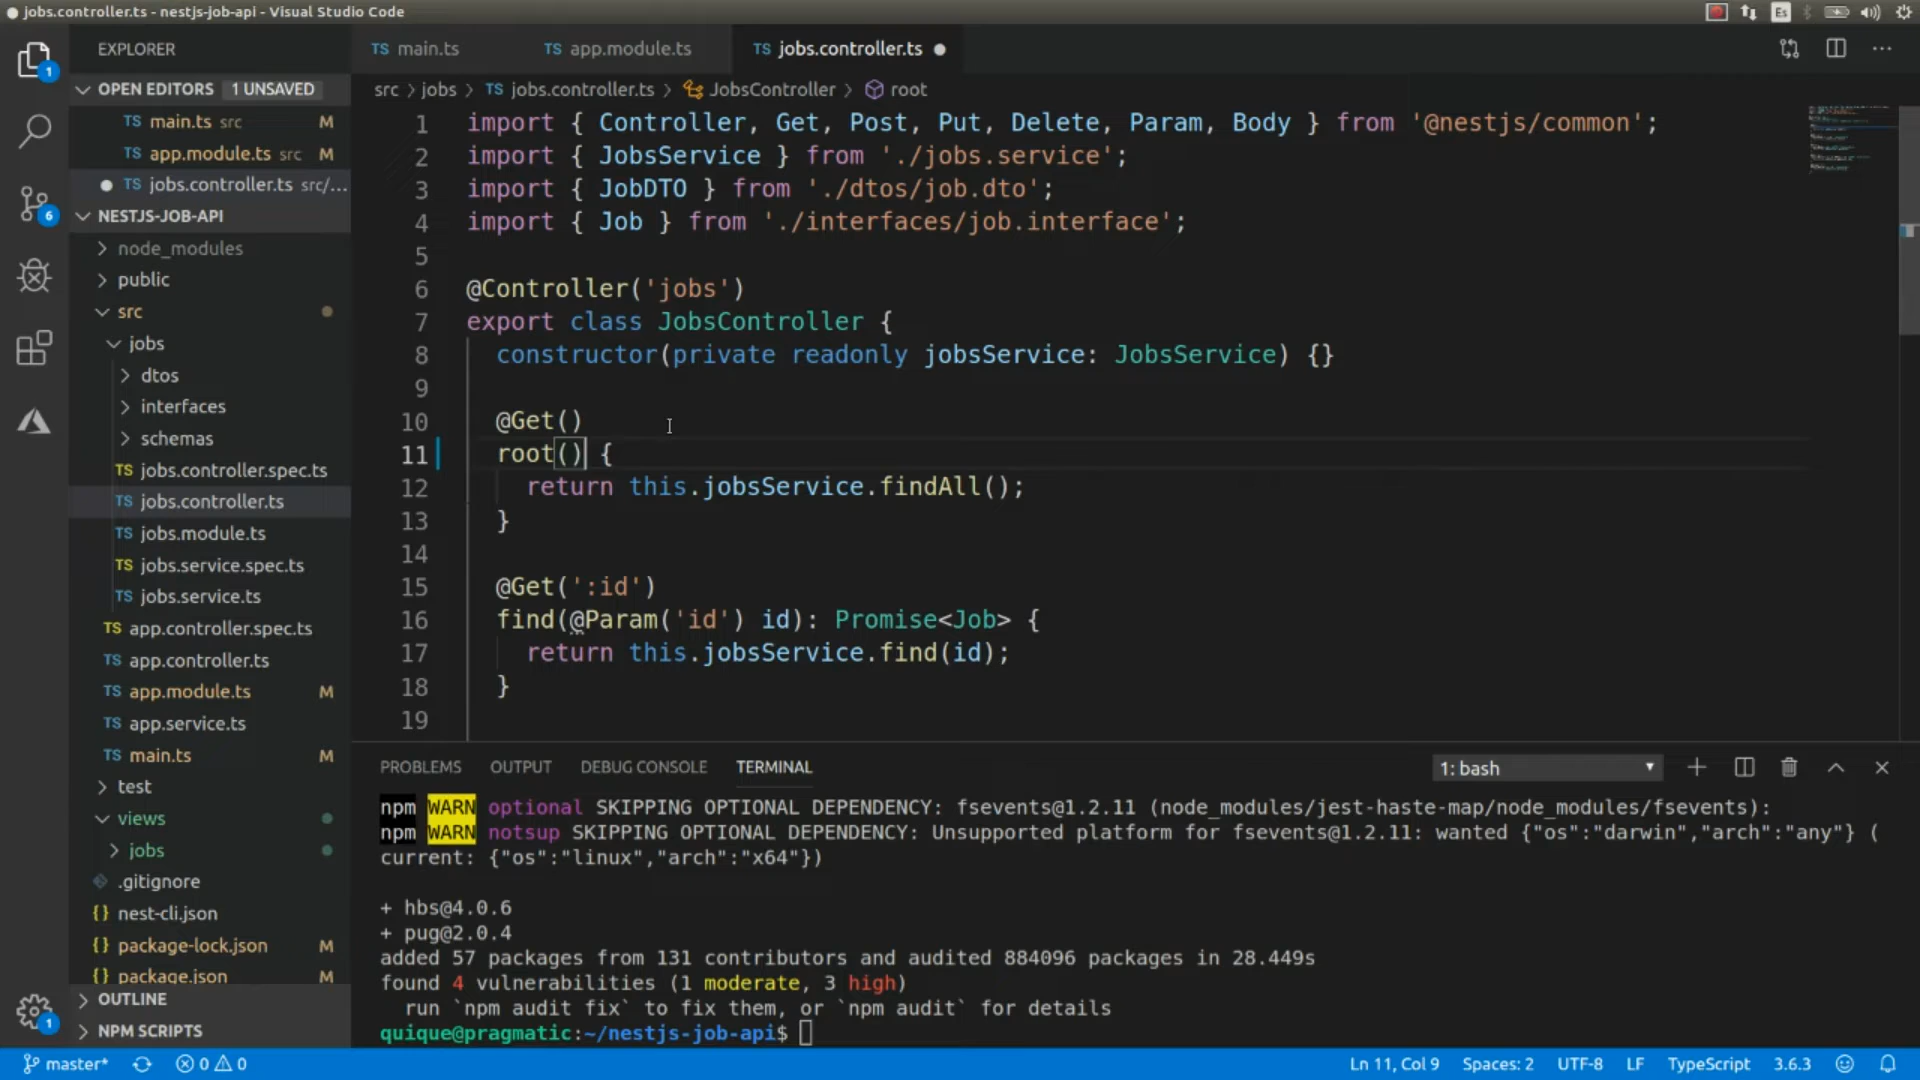 jobs.controller.ts - nestjs-job-api - Visual Studio Code
Es
EXPLORER
TS main.ts
TS app.module.ts
TS jobs.controller.ts
1
OPEN EDITORS 1 UNSAVED
TS main.ts src M
TS app.module.ts src M
TS jobs.controller.ts src/...
6
NESTJS-JOB-API
node_modules
public
src
jobs
dtos
interfaces
schemas
TS jobs.controller.spec.ts
TS jobs.controller.ts
TS jobs.module.ts
TS jobs.service.spec.ts
TS jobs.service.ts
TS app.controller.spec.ts
TS app.controller.ts
TS app.module.ts M
TS app.service.ts
TS main.ts M
test
views
jobs
.gitignore
{} nest-cli.json
{} package-lock.json M
{} package.json M
OUTLINE
1
NPM SCRIPTS
src > jobs > TS jobs.controller.ts > JobsController > root
1 import { Controller, Get, Post, Put, Delete, Param, Body } from '@nestjs/common';
2 import { JobsService } from './jobs.service';
3 import { JobDTO } from './dtos/job.dto';
4 import { Job } from './interfaces/job.interface';
5
6 @Controller('jobs')
7 export class JobsController {
8 constructor(private readonly jobsService: JobsService) {}
9
10 @Get()
11 root() {
12 return this.jobsService.findAll();
13 }
14
15 @Get(':id')
16 find(@Param('id') id): Promise<Job> {
17 return this.jobsService.find(id);
18 }
19
PROBLEMS OUTPUT DEBUG CONSOLE TERMINAL 1: bash
npm WARN optional SKIPPING OPTIONAL DEPENDENCY: fsevents@1.2.11 (node_modules/jest-haste-map/node_modules/fsevents):
npm WARN notsup SKIPPING OPTIONAL DEPENDENCY: Unsupported platform for fsevents@1.2.11: wanted {"os":"darwin","arch":"any"} (
current: {"os":"linux","arch":"x64"})
+ hbs@4.0.6
+ pug@2.0.4
added 57 packages from 131 contributors and audited 884096 packages in 28.449s
found 4 vulnerabilities (1 moderate, 3 high)
run `npm audit fix` to fix them, or `npm audit` for details
quique@pragmatic:~/nestjs-job-api$
master* 0 0 Ln 11, Col 9 Spaces: 2 UTF-8 LF TypeScript 3.6.3